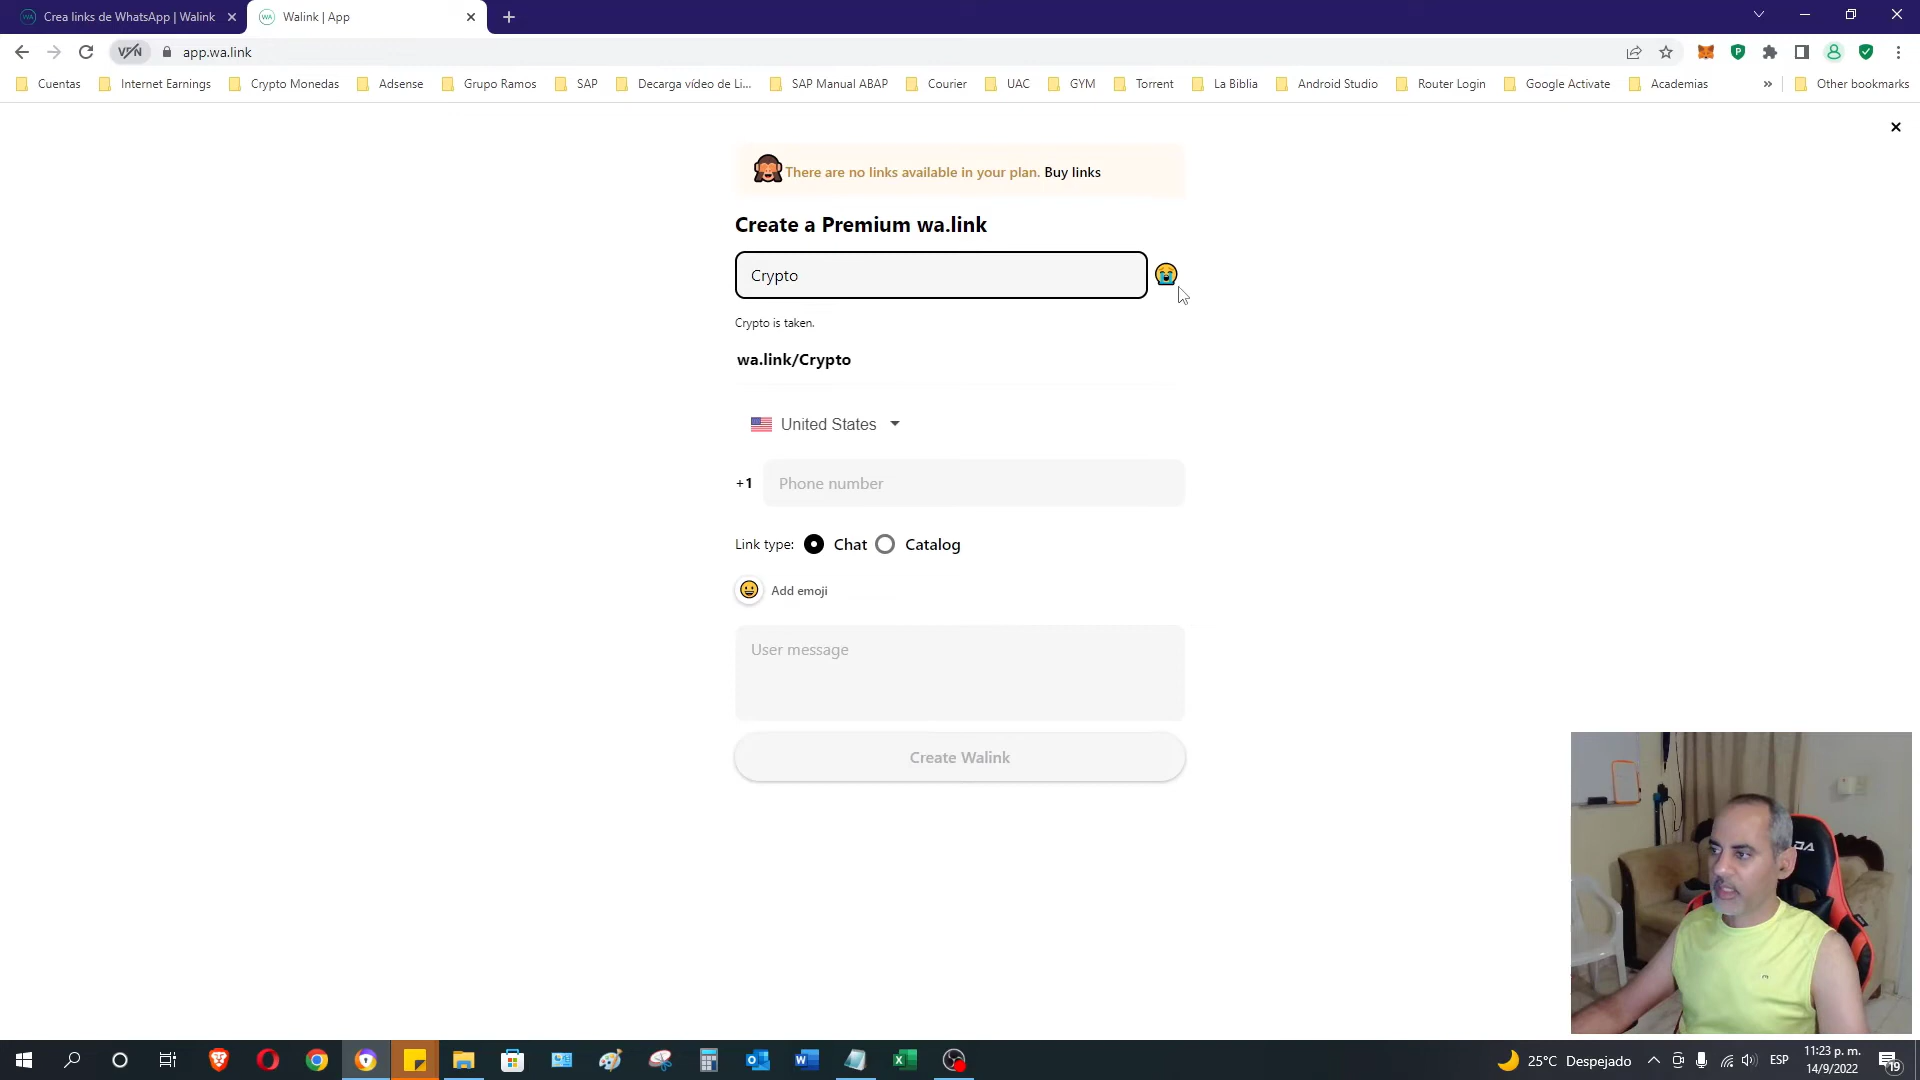 Crea links de WhatsApp | Walink
Walink | App
VPN
app.wa.link
Cuentas
Internet Earnings
Crypto Monedas
Adsense
Grupo Ramos
SAP
Decarga vídeo de Li...
SAP Manual ABAP
Courier
UAC
GYM
Torrent
La Biblia
Android Studio
Router Login
Google Activate
Academias
»
Other bookmarks
There are no links available in your plan. Buy links
Create a Premium wa.link
Crypto
Crypto is taken.
wa.link/Crypto
United States
+1
Phone number
Link type: Chat Catalog
Add emoji
User message
Create Walink
25°C Despejado
ESP
11:23 p. m.
14/9/2022
19